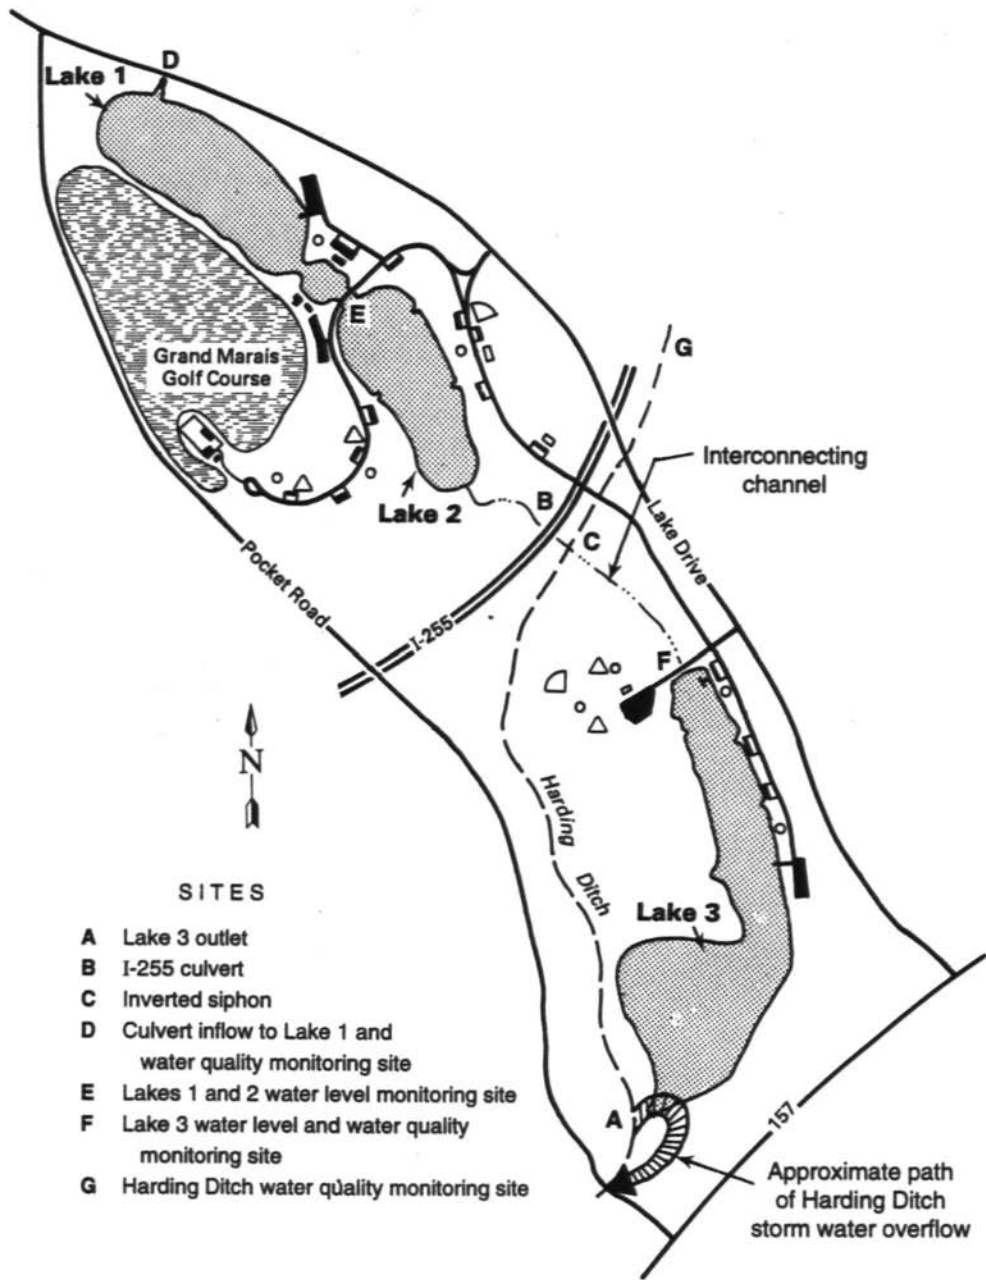 D
Lake 1
E
Grand Marais
Golf Course
G
Interconnecting
channel
B
Lake 2
C
Lake Drive
Pocket Road
I-255
F
N
Harding
Ditch
Lake 3
SITES
A Lake 3 outlet
B I-255 culvert
C Inverted siphon
D Culvert inflow to Lake 1 and
water quality monitoring site
E Lakes 1 and 2 water level monitoring site
F Lake 3 water level and water quality
monitoring site
G Harding Ditch water quality monitoring site
A
157
Approximate path
of Harding Ditch
storm water overflow